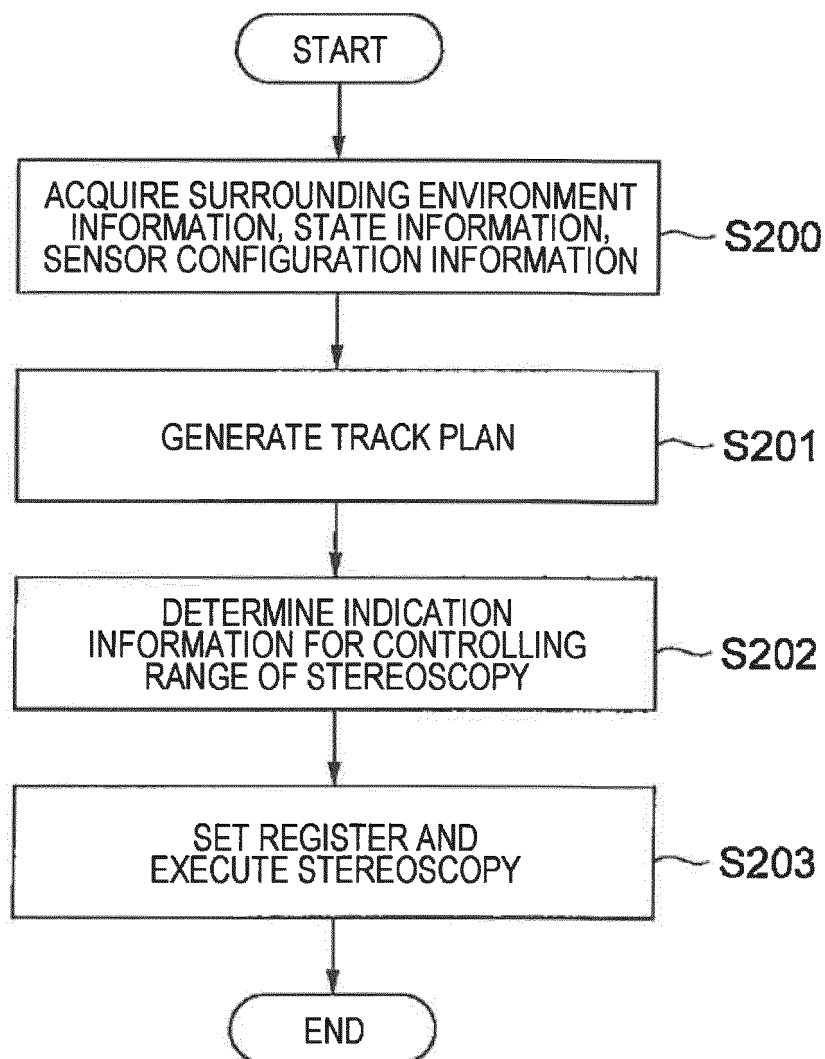 START
ACQUIRE SURROUNDING ENVIRONMENT
INFORMATION, STATE INFORMATION,
SENSOR CONFIGURATION INFORMATION
S200
GENERATE TRACK PLAN
S201
DETERMINE INDICATION
INFORMATION FOR CONTROLLING
RANGE OF STEREOSCOPY
S202
SET REGISTER AND
EXECUTE STEREOSCOPY
S203
END